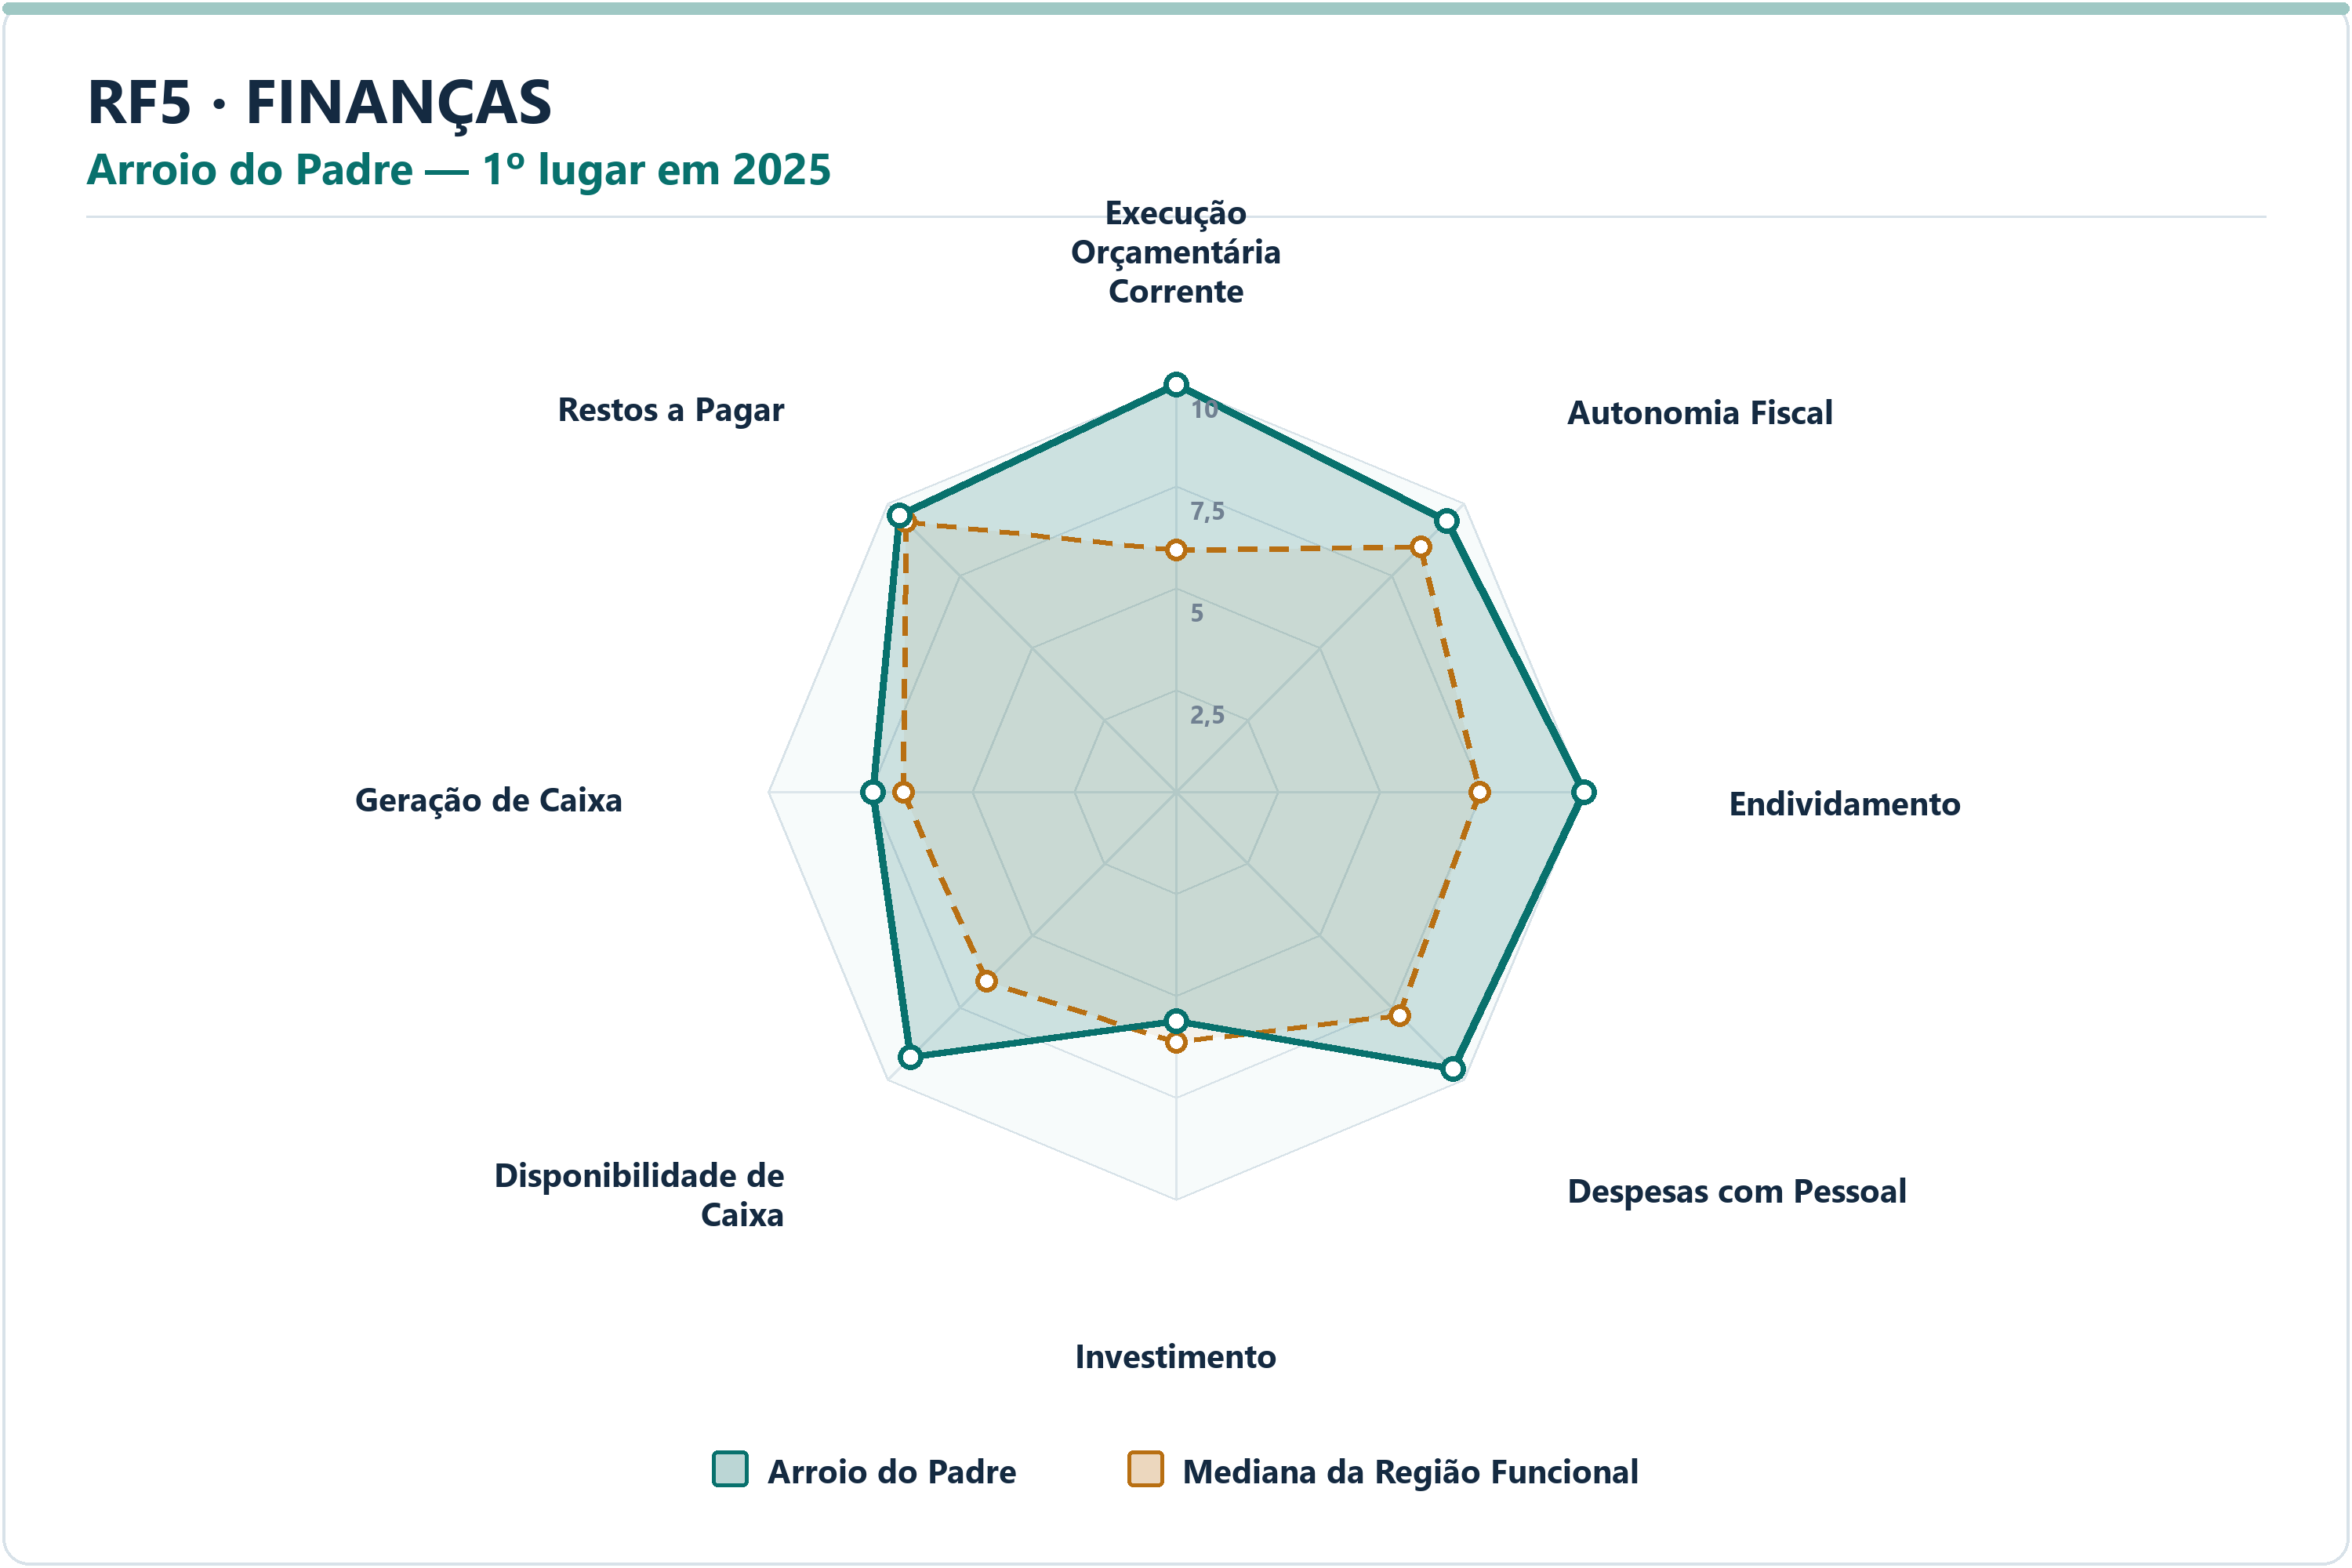 RF5 · FINANÇAS
Arroio do Padre — 1º lugar em 2025
Execução
Orçamentária
Corrente
Restos a Pagar
Autonomia Fiscal
10
7,5
5
2,5
Geração de Caixa
Endividamento
Disponibilidade de
Caixa
Despesas com Pessoal
Investimento
Arroio do Padre
Mediana da Região Funcional